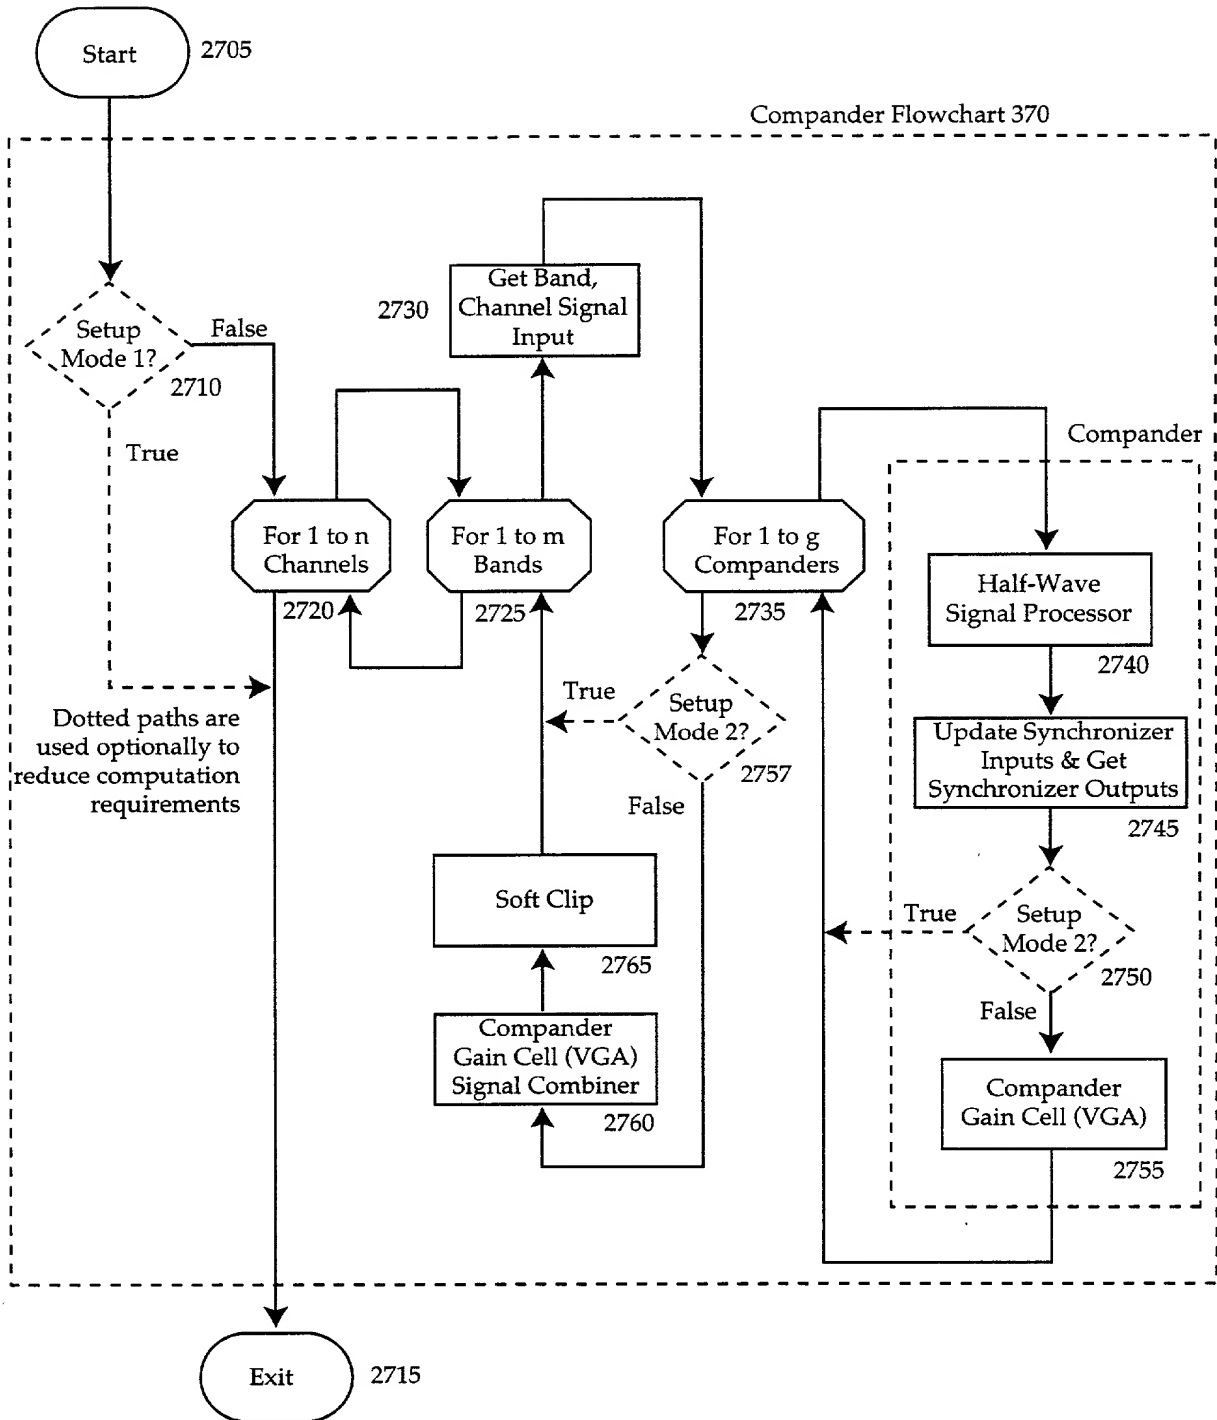 Start
2705
Compander Flowchart 370
Setup
Mode 1?
2710
False
True
Get Band,
Channel Signal
Input
2730
For 1 to n
Channels
2720
For 1 to m
Bands
2725
For 1 to g
Companders
2735
Compander
Half-Wave
Signal Processor
2740
Update Synchronizer
Inputs & Get
Synchronizer Outputs
2745
Setup
Mode 2?
2750
True
False
Compander
Gain Cell (VGA)
2755
Setup
Mode 2?
2757
True
False
Dotted paths are
used optionally to
reduce computation
requirements
Soft Clip
2765
Compander
Gain Cell (VGA)
Signal Combiner
2760
Exit
2715